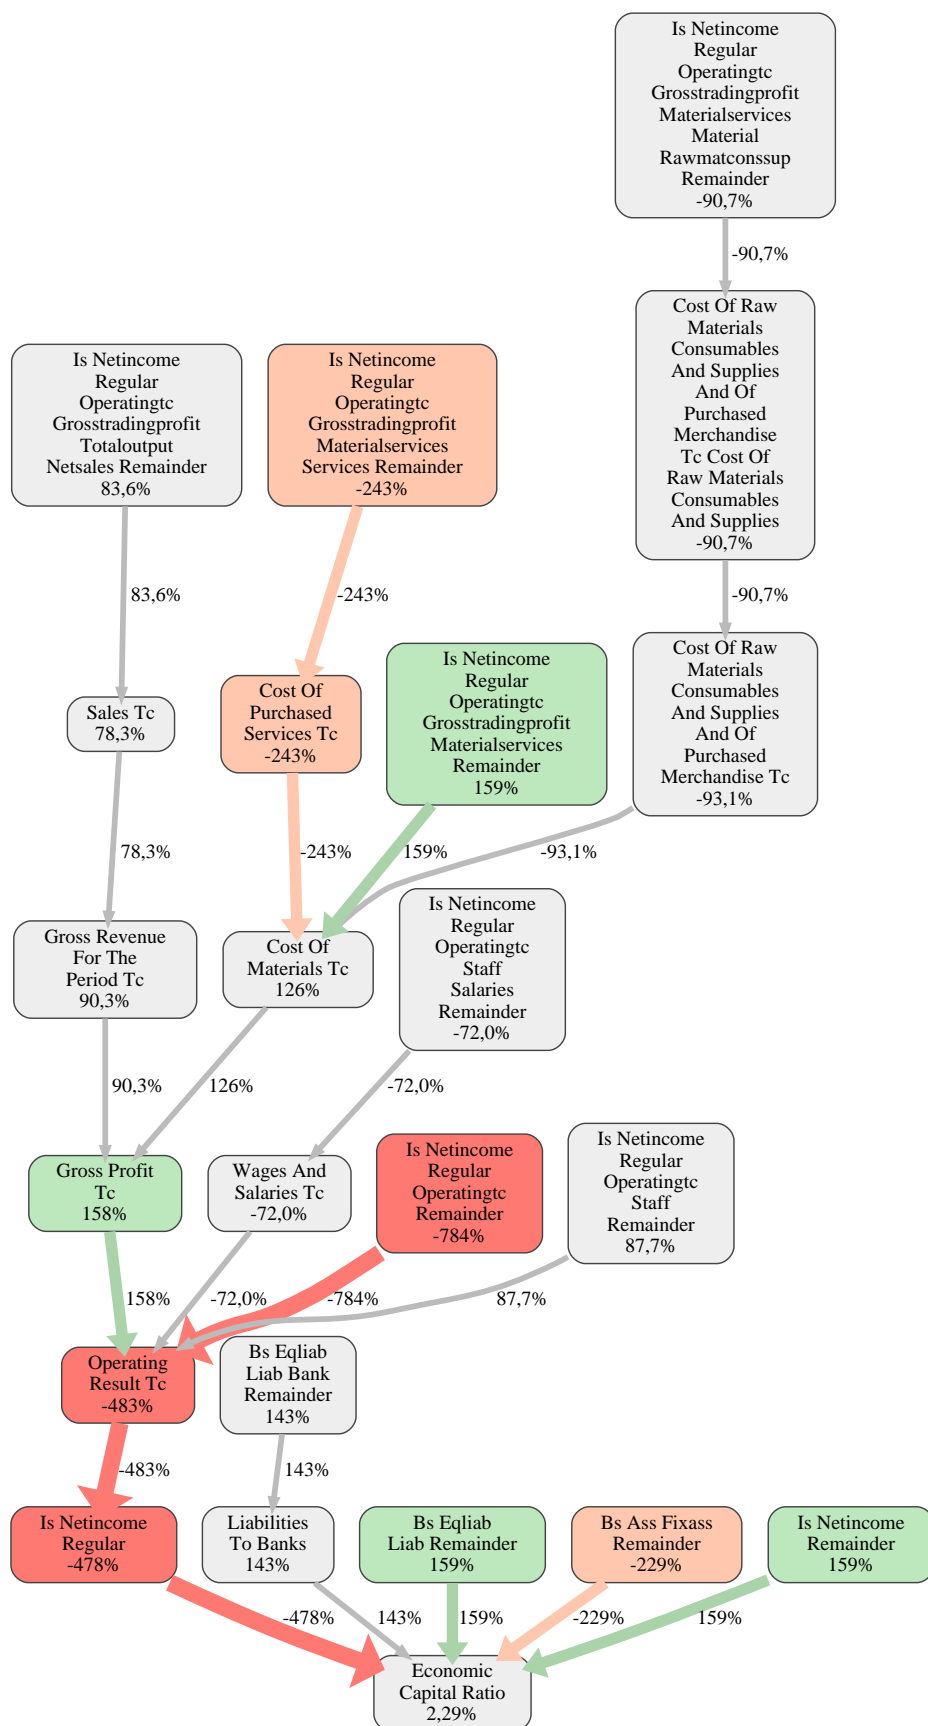 Is Netincome
Regular
Operatingtc
Grosstradingprofit
Materialservices
Material
Rawmatconssup
Remainder
-90,7%
-90,7%
Cost Of Raw
Materials
Consumables
And Supplies
And Of
Purchased
Merchandise
Tc Cost Of
Raw Materials
Consumables
And Supplies
-90,7%
Is Netincome
Regular
Operatingtc
Grosstradingprofit
Totaloutput
Netsales Remainder
83,6%
Is Netincome
Regular
Operatingtc
Grosstradingprofit
Materialservices
Services Remainder
-243%
83,6%
-243%
-90,7%
Sales Tc
78,3%
Cost Of
Purchased
Services Tc
-243%
Is Netincome
Regular
Operatingtc
Grosstradingprofit
Materialservices
Remainder
159%
Cost Of Raw
Materials
Consumables
And Supplies
And Of
Purchased
Merchandise Tc
-93,1%
78,3%
-243%
159%
-93,1%
Gross Revenue
For The
Period Tc
90,3%
Cost Of
Materials Tc
126%
Is Netincome
Regular
Operatingtc
Staff
Salaries
Remainder
-72,0%
90,3%
126%
-72,0%
Gross Profit
Tc
158%
Wages And
Salaries Tc
-72,0%
Is Netincome
Regular
Operatingtc
Remainder
-784%
Is Netincome
Regular
Operatingtc
Staff
Remainder
87,7%
158%
-72,0%
-784%
87,7%
Operating
Result Tc
-483%
Bs Eqliab
Liab Bank
Remainder
143%
-483%
143%
Is Netincome
Regular
-478%
Liabilities
To Banks
143%
Bs Eqliab
Liab Remainder
159%
Bs Ass Fixass
Remainder
-229%
Is Netincome
Remainder
159%
-478%
143%
159%
-229%
159%
Economic
Capital Ratio
2,29%